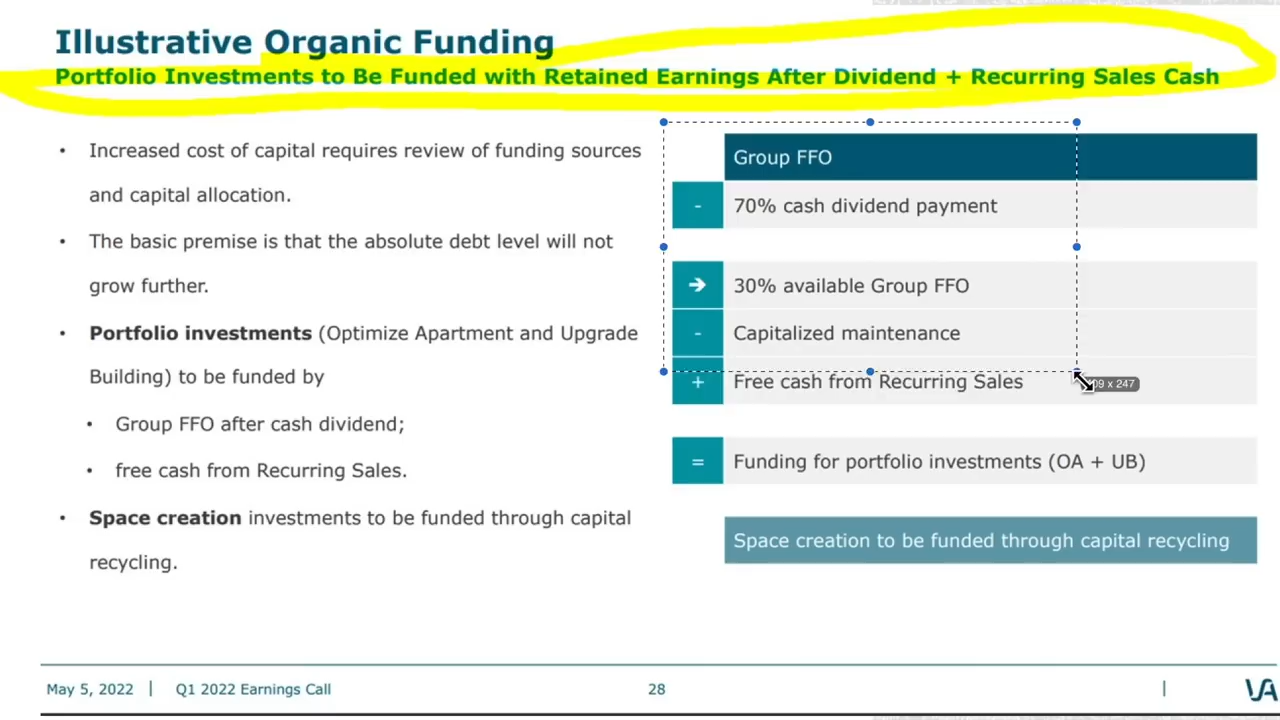 Illustrative Organic Funding
Portfolio Investments to Be Funded with Retained Earnings After Dividend + Recurring Sales Cash
• Increased cost of capital requires review of funding sources
and capital allocation.
• The basic premise is that the absolute debt level will not
grow further.
• Portfolio investments (Optimize Apartment and Upgrade
Building) to be funded by
• Group FFO after cash dividend;
• free cash from Recurring Sales.
• Space creation investments to be funded through capital
recycling.
Group FFO
- 70% cash dividend payment
→ 30% available Group FFO
- Capitalized maintenance
+ Free cash from Recurring Sales
= Funding for portfolio investments (OA + UB)
Space creation to be funded through capital recycling
May 5, 2022 | Q1 2022 Earnings Call
28
|